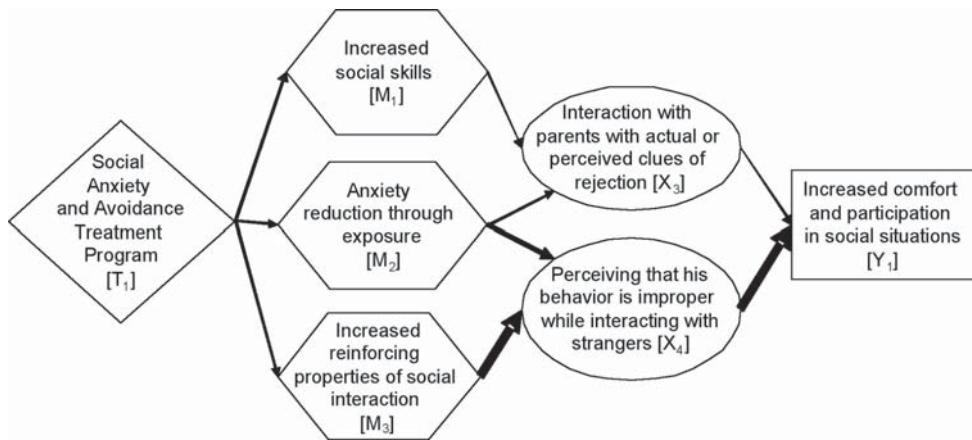 Social
Anxiety
and Avoidance
Treatment
Program
[T₁]
Increased
social skills
[M₁]
Anxiety
reduction through
exposure
[M₂]
Increased
reinforcing
properties of social
interaction
[M₃]
Interaction with
parents with actual or
perceived clues of
rejection [X₃]
Perceiving that his
behavior is improper
while interacting with
strangers [X₄]
Increased comfort
and participation
in social situations
[Y₁]